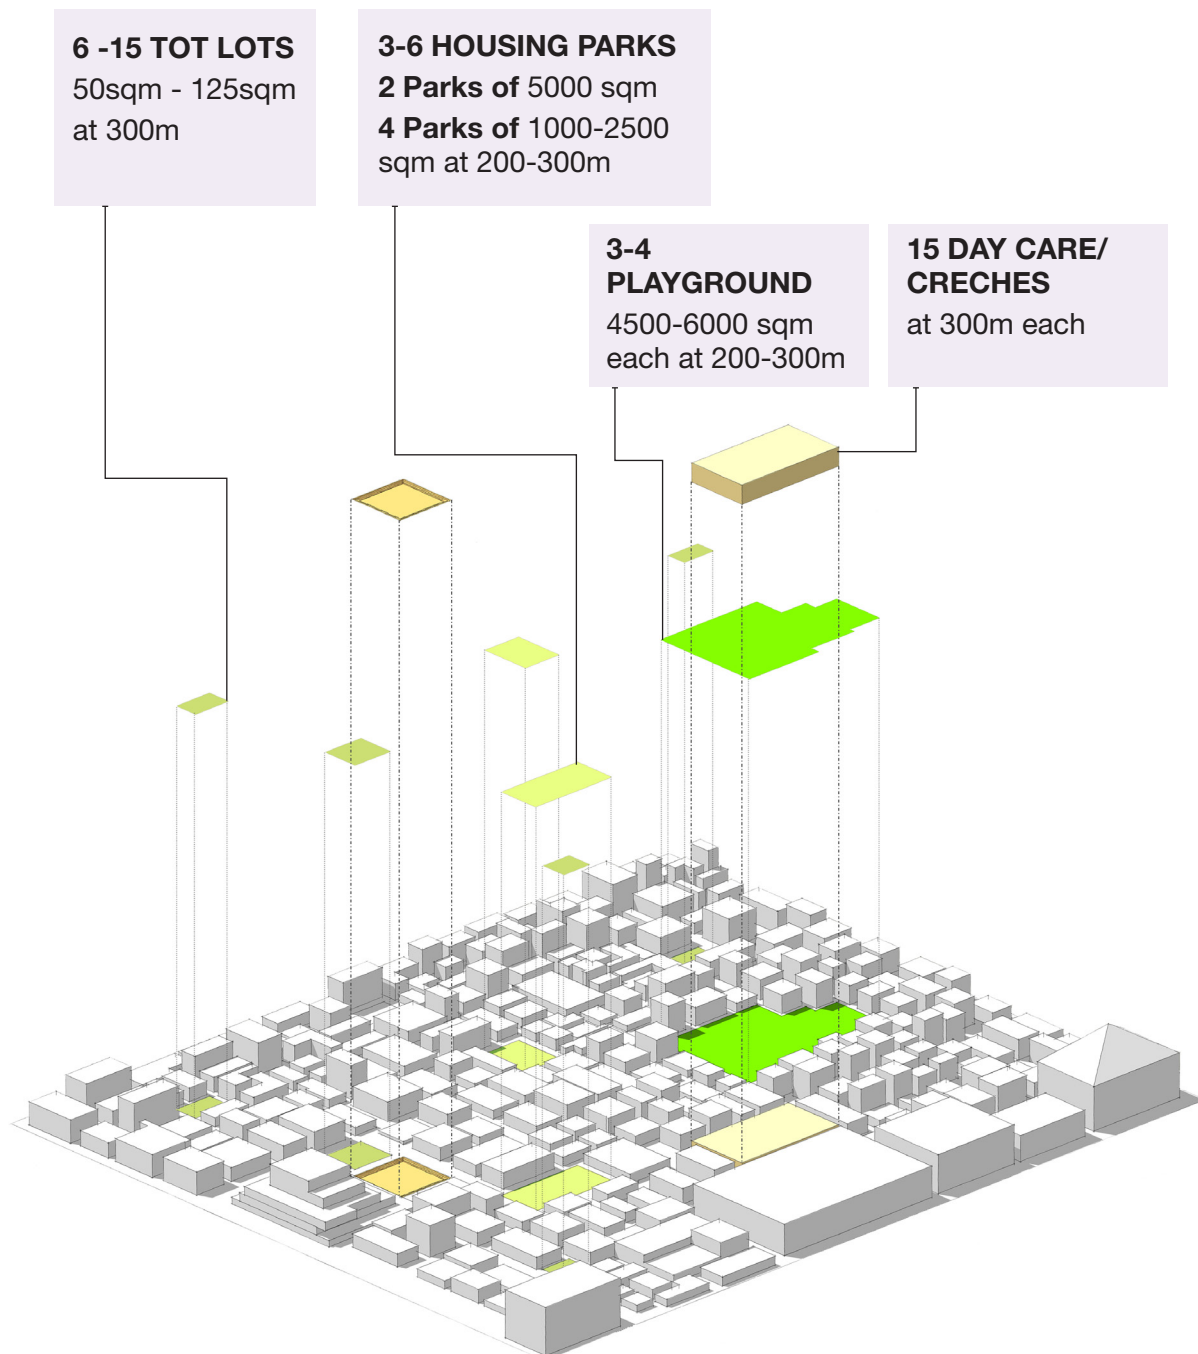 6 -15 TOT LOTS
50sqm - 125sqm
at 300m
3-6 HOUSING PARKS
2 Parks of 5000 sqm
4 Parks of 1000-2500
sqm at 200-300m
3-4
PLAYGROUND
4500-6000 sqm
each at 200-300m
15 DAY CARE/
CRECHES
at 300m each